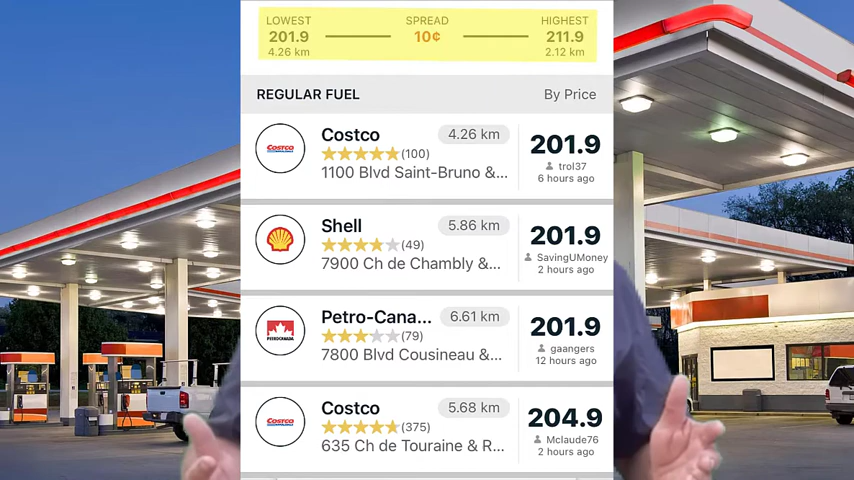 LOWEST SPREAD HIGHEST
201.9 10¢ 211.9
4.26 km 2.12 km
REGULAR FUEL By Price
COSTCO
Costco 4.26 km 201.9
(100) trol37
1100 Blvd Saint-Bruno &... 6 hours ago
Shell 5.86 km 201.9
(49) SavingUMoney
7900 Ch de Chambly &... 2 hours ago
PETRO-CANADA
Petro-Cana... 6.61 km 201.9
(79) gaangers
7800 Blvd Cousineau &... 12 hours ago
COSTCO
Costco 5.68 km 204.9
(375) Mclaude76
635 Ch de Touraine & R... 2 hours ago